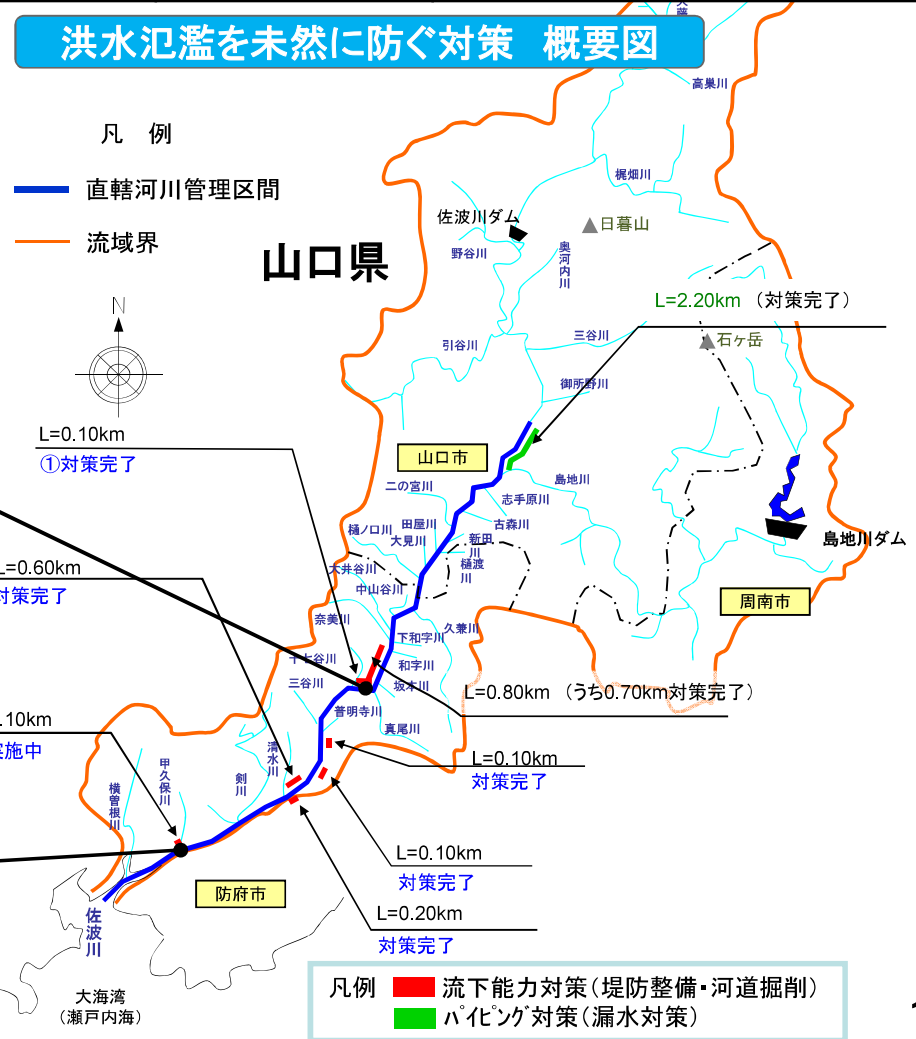 洪水氾濫を未然に防ぐ対策 概要図
凡 例
直轄河川管理区間
流域界
山口県
N
高巣川
梶畑川
佐波川ダム
日暮山
野谷川
奥河内川
L=2.20km (対策完了)
石ヶ岳
引谷川
三谷川
御所野川
L=0.10km
①対策完了
山口市
二の宮川
島地川
志手原川
古森川
樋ノ口川
田屋川
大見川
新田川
樋渡川
島地川ダム
L=0.60km
対策完了
大井谷川
中山谷川
周南市
奈美川
下和字川
久兼川
十七谷川
和字川
三谷川
坂本川
L=0.80km (うち0.70km対策完了)
普明寺川
真尾川
.10km
実施中
清水川
L=0.10km
対策完了
甲久保川
剣川
横曽根川
L=0.10km
対策完了
防府市
L=0.20km
対策完了
佐波川
大海湾
(瀬戸内海)
凡例
流下能力対策(堤防整備・河道掘削)
パイピング対策(漏水対策)